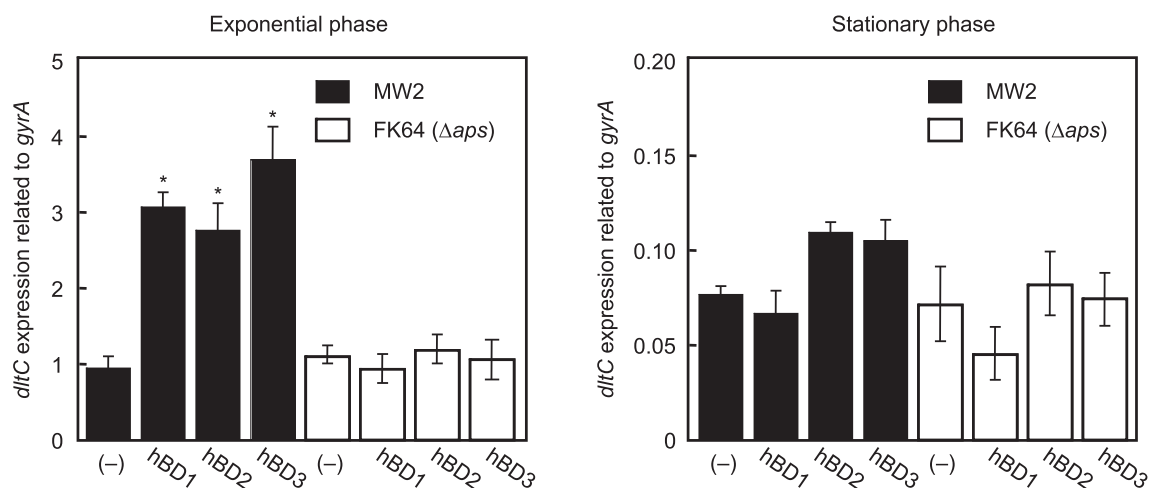 Exponential phase
5
4
3
2
1
0
dltC expression related to gyrA
MW2
FK64 (Δaps)
*
*
*
(–)
hBD1
hBD2
hBD3
(–)
hBD1
hBD2
hBD3
Stationary phase
0.20
0.15
0.10
0.05
0
dltC expression related to gyrA
MW2
FK64 (Δaps)
(–)
hBD1
hBD2
hBD3
(–)
hBD1
hBD2
hBD3